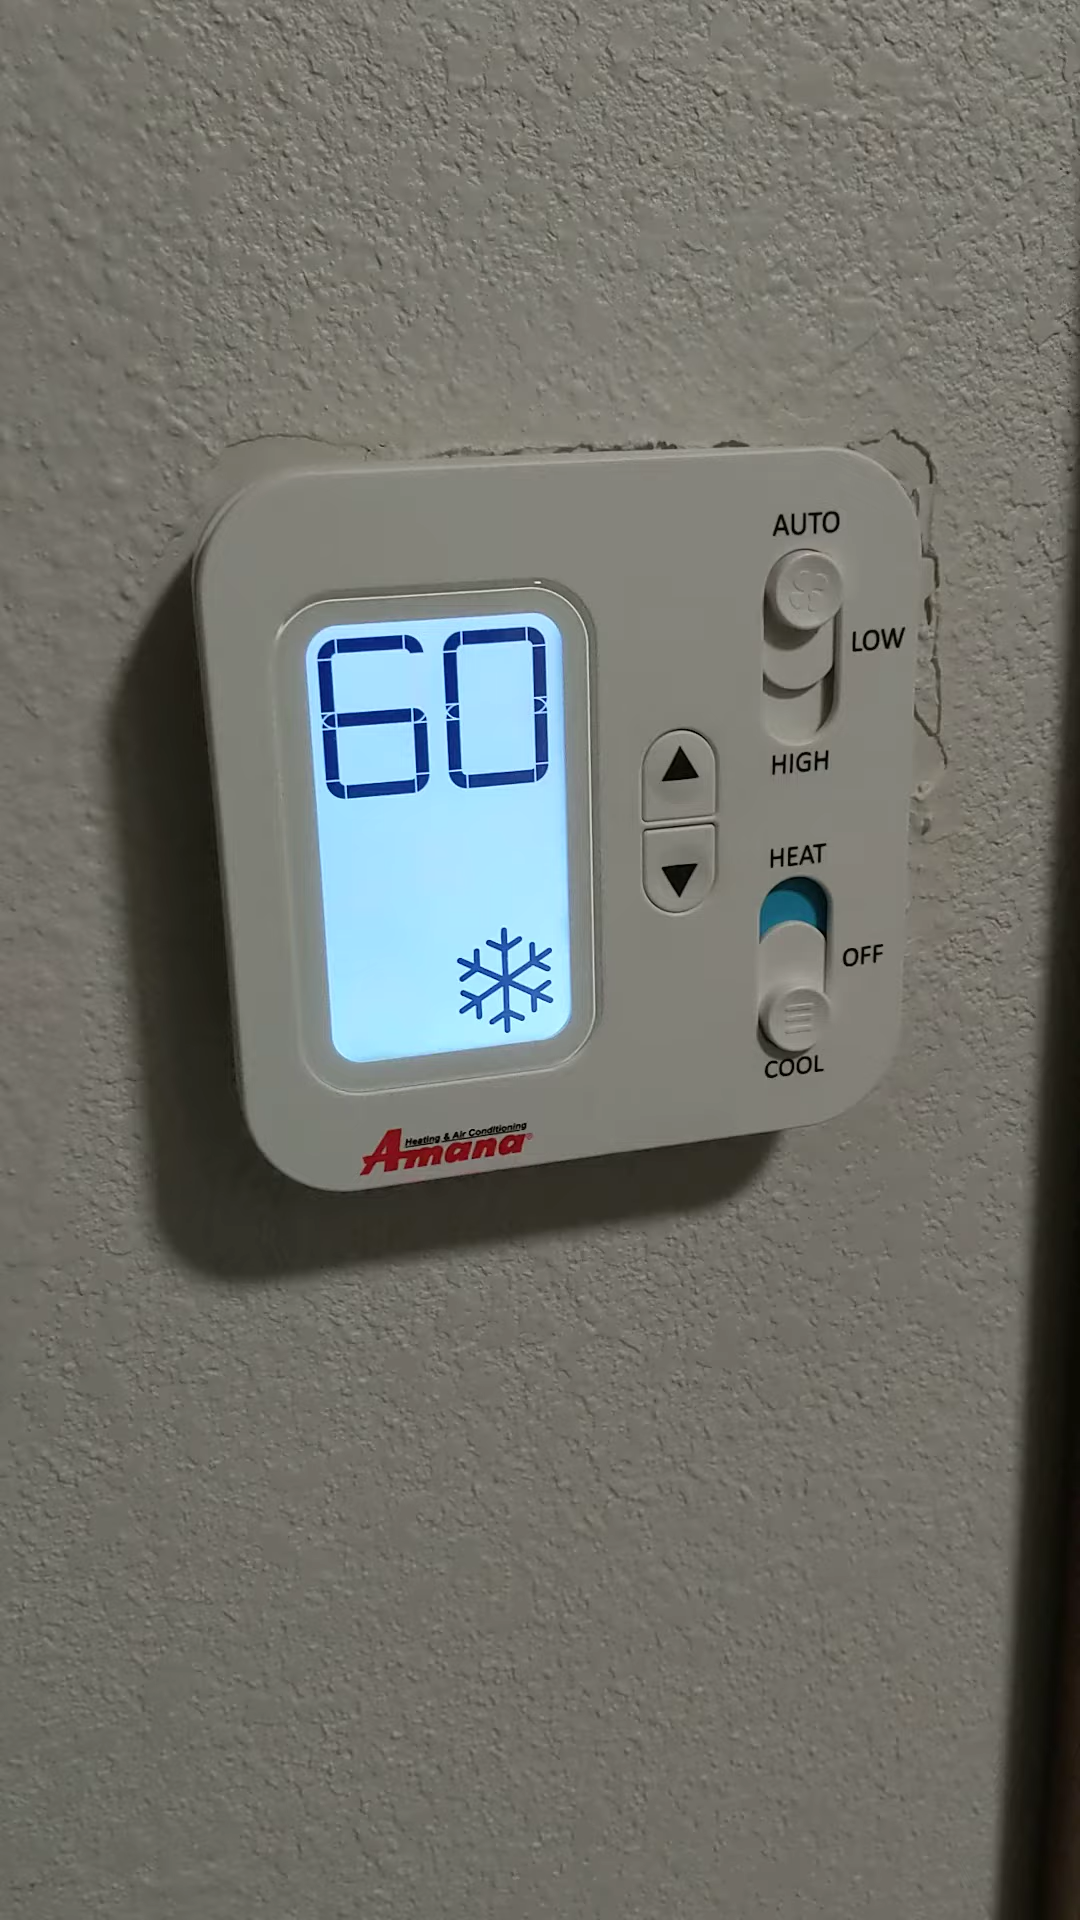 AUTO
60
LOW
HIGH
HEAT
OFF
COOL
Heating & Air Conditioning
Amana®